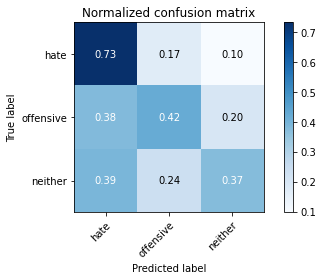 Normalized confusion matrix
True label
hate
0.73 0.17 0.10
offensive
0.38 0.42 0.20
neither
0.39 0.24 0.37
hate
offensive
neither
Predicted label
0.7
0.6
0.5
0.4
0.3
0.2
0.1